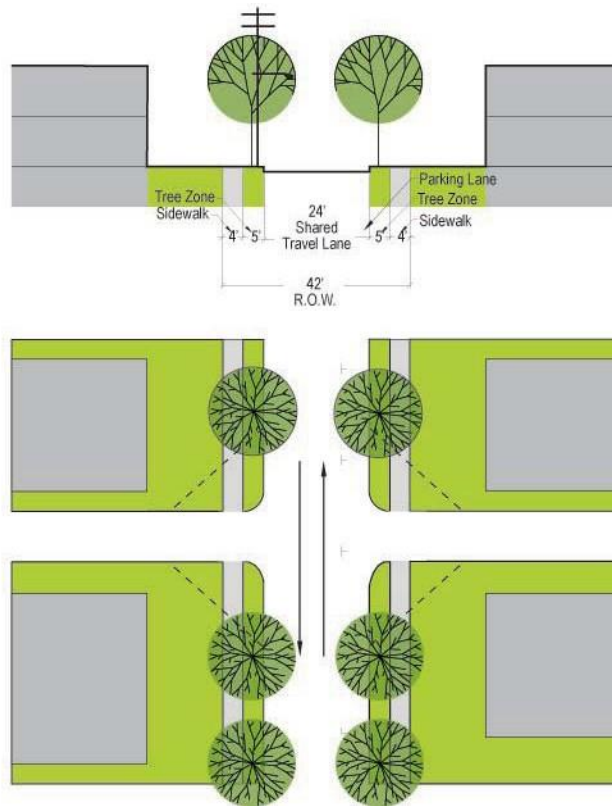 Parking Lane
Tree Zone
Tree Zone
Sidewalk
24'
Shared
Travel Lane
Sidewalk
4'
5'
5'
4'
42'
R.O.W.